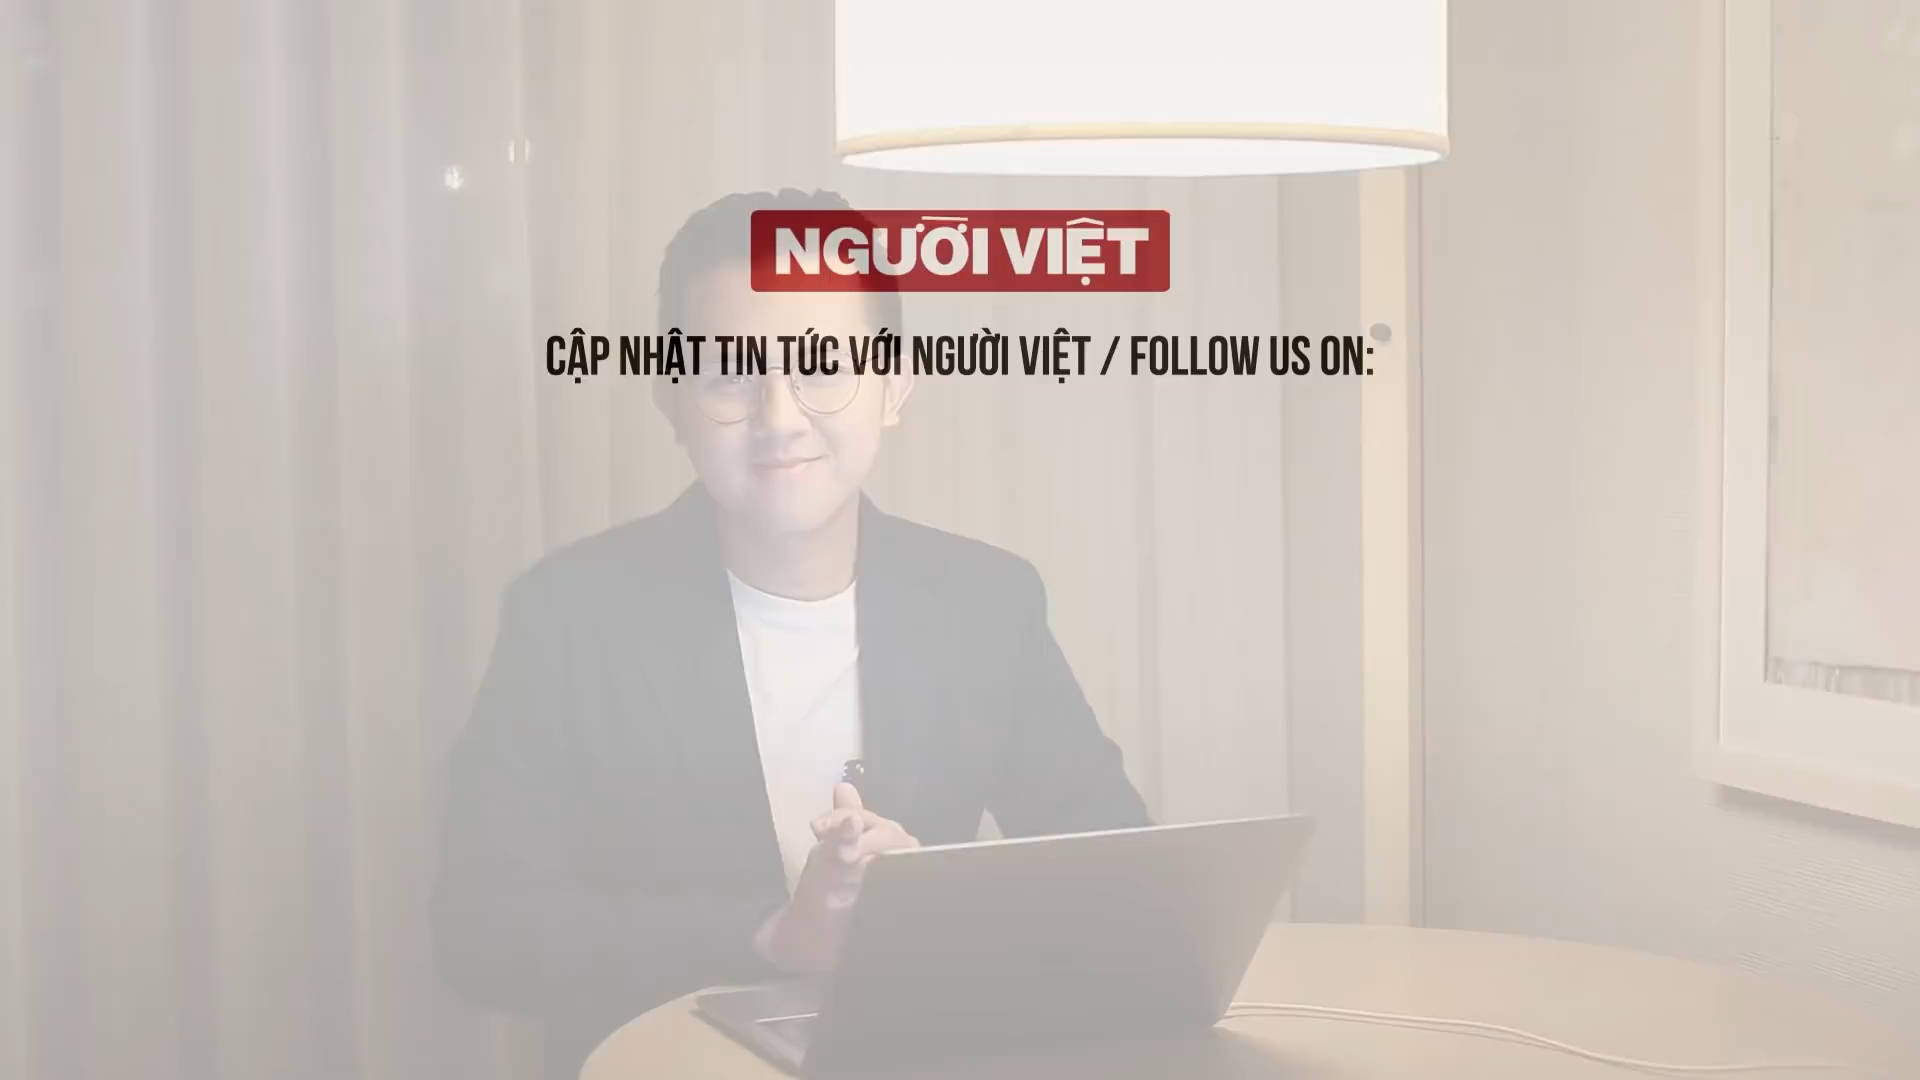 NGƯỜI VIỆT
CẬP NHẬT TIN TỨC VỚI NGƯỜI VIỆT / FOLLOW US ON: